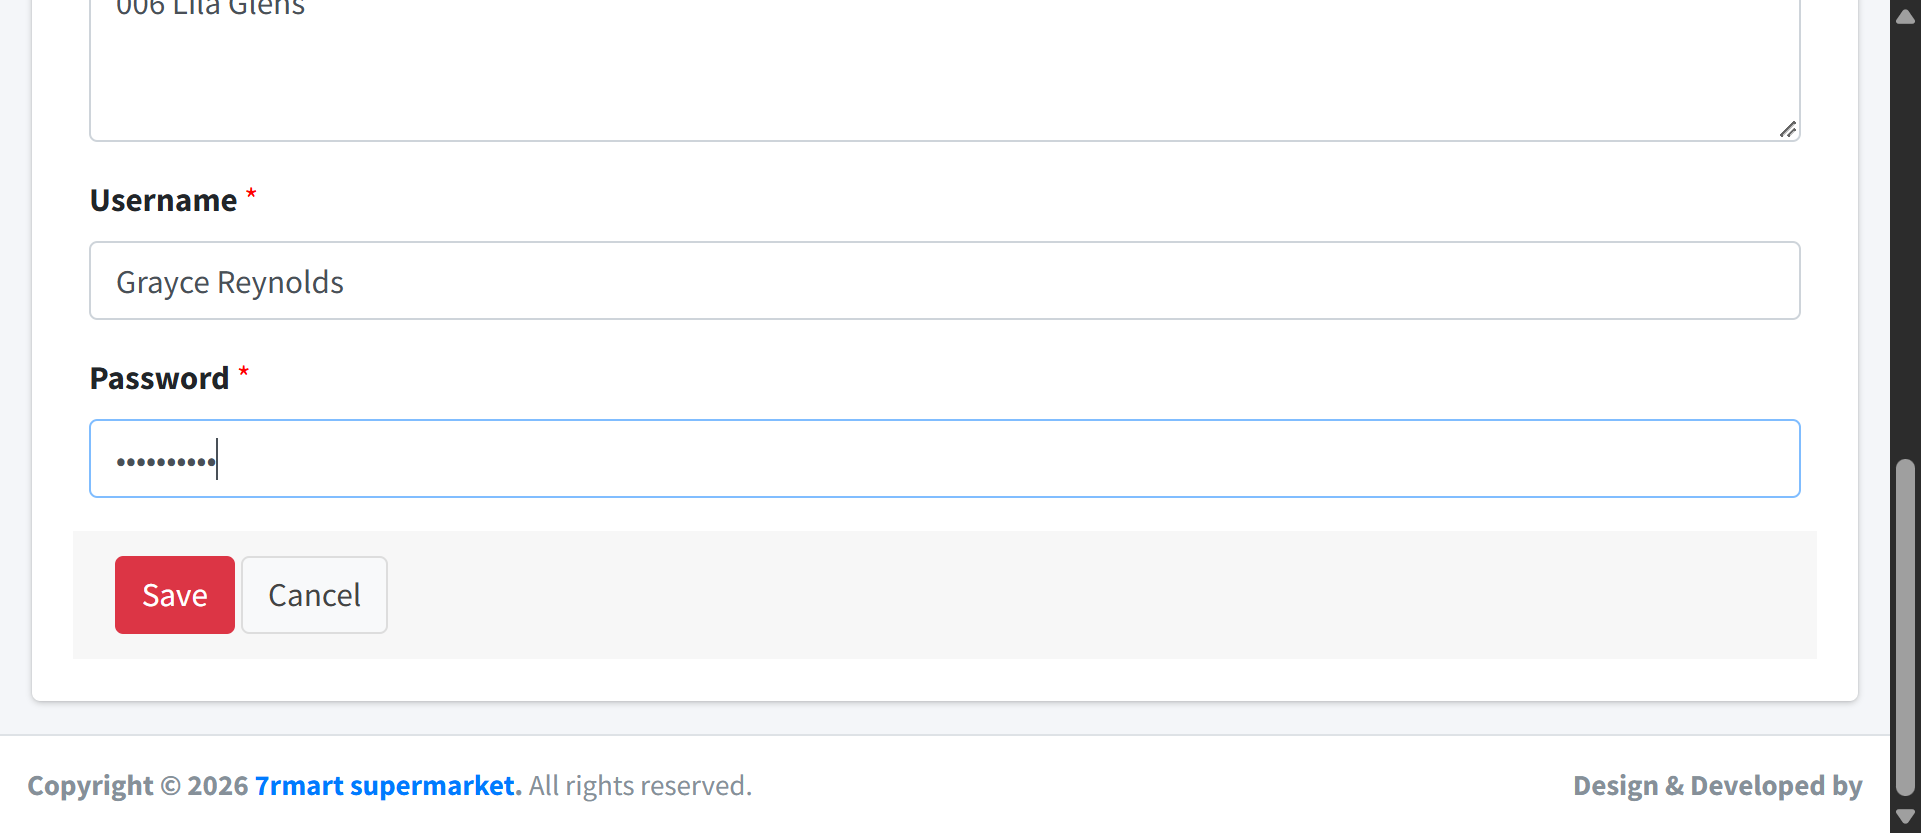 006 Lila Glens
Username *
Grayce Reynolds
Password *
••••••••••
Save Cancel
Copyright © 2026 7rmart supermarket. All rights reserved.
Design & Developed by